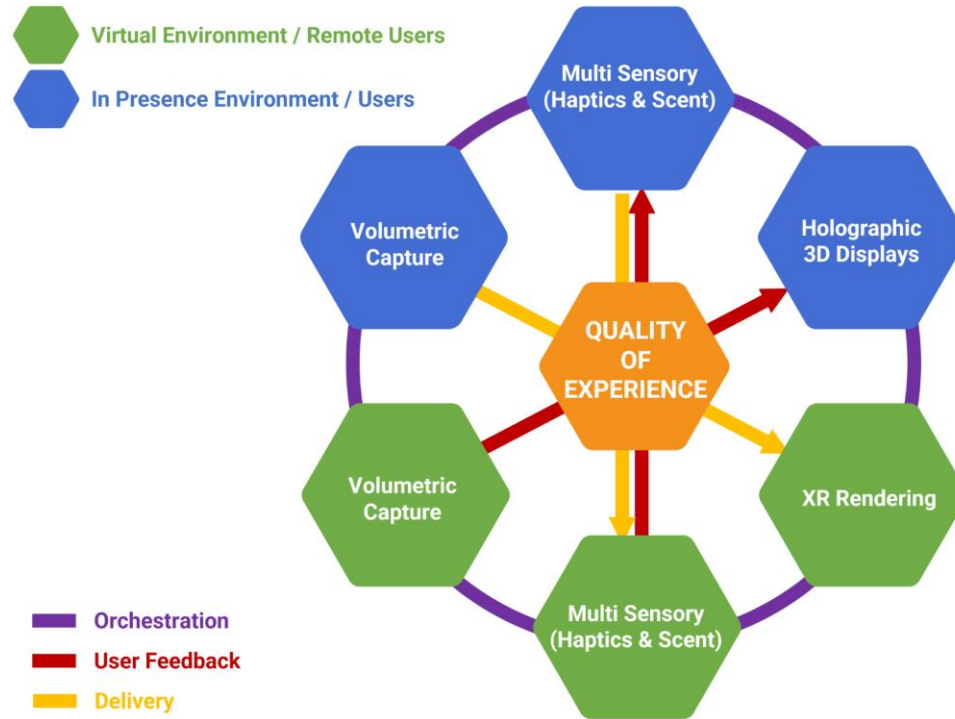 Virtual Environment / Remote Users
In Presence Environment / Users
Multi Sensory
(Haptics & Scent)
Volumetric
Capture
Holographic
3D Displays
QUALITY
OF
EXPERIENCE
Volumetric
Capture
XR Rendering
Multi Sensory
(Haptics & Scent)
Orchestration
User Feedback
Delivery